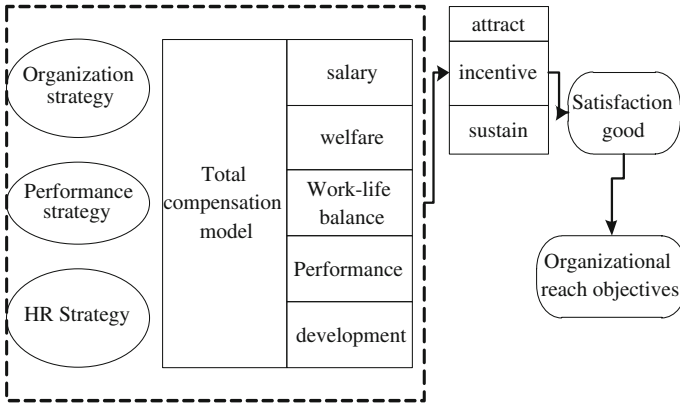 Organization
strategy
Performance
strategy
HR Strategy
Total
compensation
model
salary
welfare
Work-life
balance
Performance
development
attract
incentive
sustain
Satisfaction
good
Organizational
reach objectives